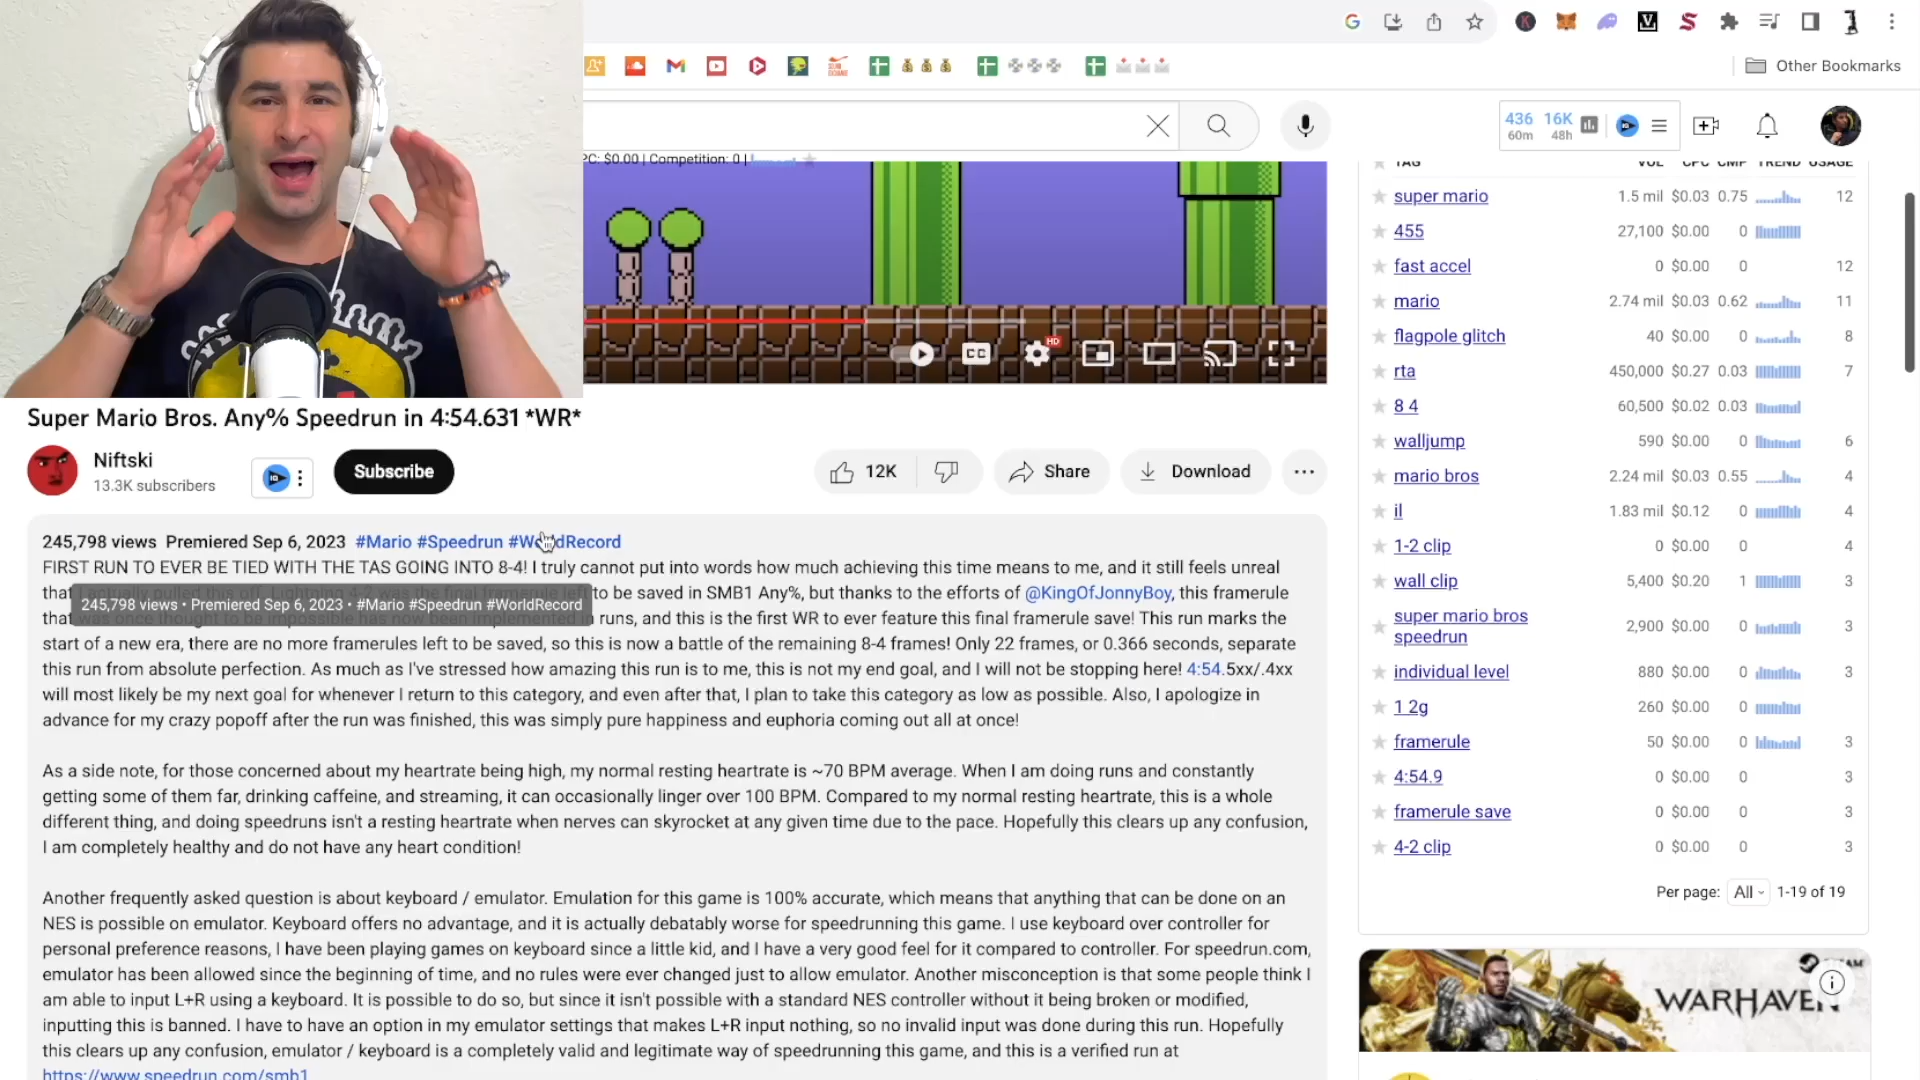 Other Bookmarks
436 16K
60m 48h
PC: $0.00 | Competition: 0 |
TAG VOL CPC CMP TREND USAGE
super mario 1.5 mil $0.03 0.75 12
455 27,100 $0.00 0
fast accel 0 $0.00 0 12
mario 2.74 mil $0.03 0.62 11
flagpole glitch 40 $0.00 0 8
rta 450,000 $0.27 0.03 7
8 4 60,500 $0.02 0.03
walljump 590 $0.00 0 6
mario bros 2.24 mil $0.03 0.55 4
il 1.83 mil $0.12 0 4
1-2 clip 0 $0.00 0 4
wall clip 5,400 $0.20 1 3
super mario bros
speedrun 2,900 $0.00 0 3
individual level 880 $0.00 0 3
1 2g 260 $0.00 0
framerule 50 $0.00 0 3
4:54.9 0 $0.00 0 3
framerule save 0 $0.00 0 3
4-2 clip 0 $0.00 0 3
Per page: All 1-19 of 19
CC HD
Super Mario Bros. Any% Speedrun in 4:54.631 *WR*
Niftski
13.3K subscribers
IQ
Subscribe
12K Share Download
245,798 views Premiered Sep 6, 2023 #Mario #Speedrun #WorldRecord
FIRST RUN TO EVER BE TIED WITH THE TAS GOING INTO 8-4! I truly cannot put into words how much achieving this time means to me, and it still feels unreal
that to be saved in SMB1 Any%, but thanks to the efforts of @KingOfJonnyBoy, this framerule
245,798 views • Premiered Sep 6, 2023 • #Mario #Speedrun #WorldRecord
that runs, and this is the first WR to ever feature this final framerule save! This run marks the
start of a new era, there are no more framerules left to be saved, so this is now a battle of the remaining 8-4 frames! Only 22 frames, or 0.366 seconds, separate
this run from absolute perfection. As much as I've stressed how amazing this run is to me, this is not my end goal, and I will not be stopping here! 4:54.5xx/.4xx
will most likely be my next goal for whenever I return to this category, and even after that, I plan to take this category as low as possible. Also, I apologize in
advance for my crazy popoff after the run was finished, this was simply pure happiness and euphoria coming out all at once!
As a side note, for those concerned about my heartrate being high, my normal resting heartrate is ~70 BPM average. When I am doing runs and constantly
getting some of them far, drinking caffeine, and streaming, it can occasionally linger over 100 BPM. Compared to my normal resting heartrate, this is a whole
different thing, and doing speedruns isn't a resting heartrate when nerves can skyrocket at any given time due to the pace. Hopefully this clears up any confusion,
I am completely healthy and do not have any heart condition!
Another frequently asked question is about keyboard / emulator. Emulation for this game is 100% accurate, which means that anything that can be done on an
NES is possible on emulator. Keyboard offers no advantage, and it is actually debatably worse for speedrunning this game. I use keyboard over controller for
personal preference reasons, I have been playing games on keyboard since a little kid, and I have a very good feel for it compared to controller. For speedrun.com,
emulator has been allowed since the beginning of time, and no rules were ever changed just to allow emulator. Another misconception is that some people think I
am able to input L+R using a keyboard. It is possible to do so, but since it isn't possible with a standard NES controller without it being broken or modified,
inputting this is banned. I have to have an option in my emulator settings that makes L+R input nothing, so no invalid input was done during this run. Hopefully
this clears up any confusion, emulator / keyboard is a completely valid and legitimate way of speedrunning this game, and this is a verified run at
https://www.speedrun.com/smb1
WARHAVEN